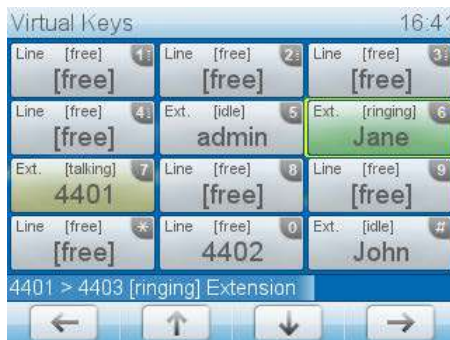 Virtual Keys 16:41
Line [free] 1 Line [free] 2 Line [free] 3
[free] [free] [free]
Line [free] 4 Ext. [idle] 5 Ext. [ringing] 6
[free] admin Jane
Ext. [talking] 7 Line [free] 8 Line [free] 9
4401 [free] [free]
Line [free] * Line [free] 0 Ext. [idle] #
[free] 4402 John
4401 > 4403 [ringing] Extension